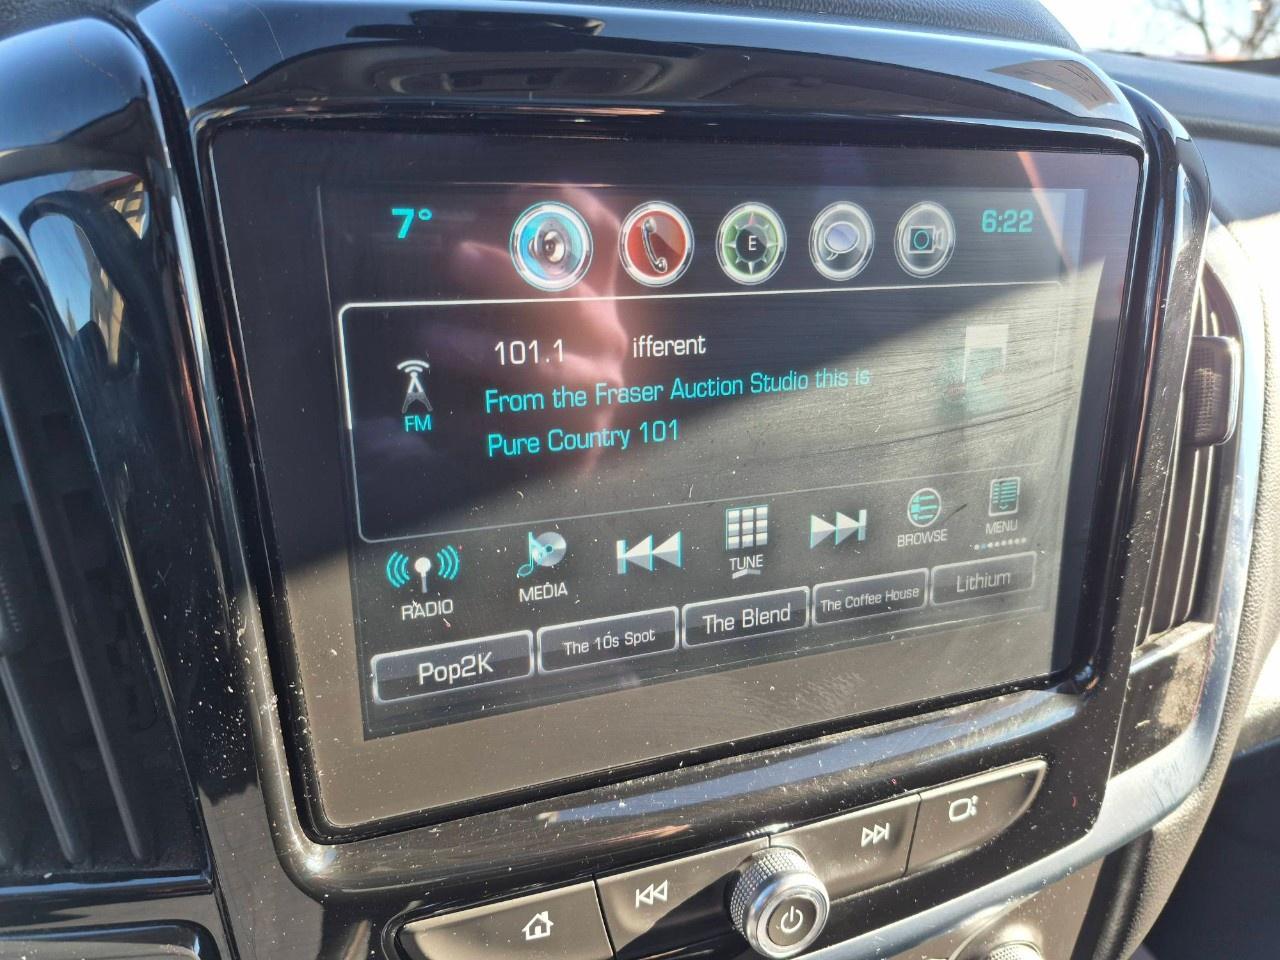 7° E 6:22
101.1 ifferent
From the Fraser Auction Studio this is
FM
Pure Country 101
RADIO MEDIA TUNE BROWSE MENU
Pop2K The 10s Spot The Blend The Coffee House Lithium